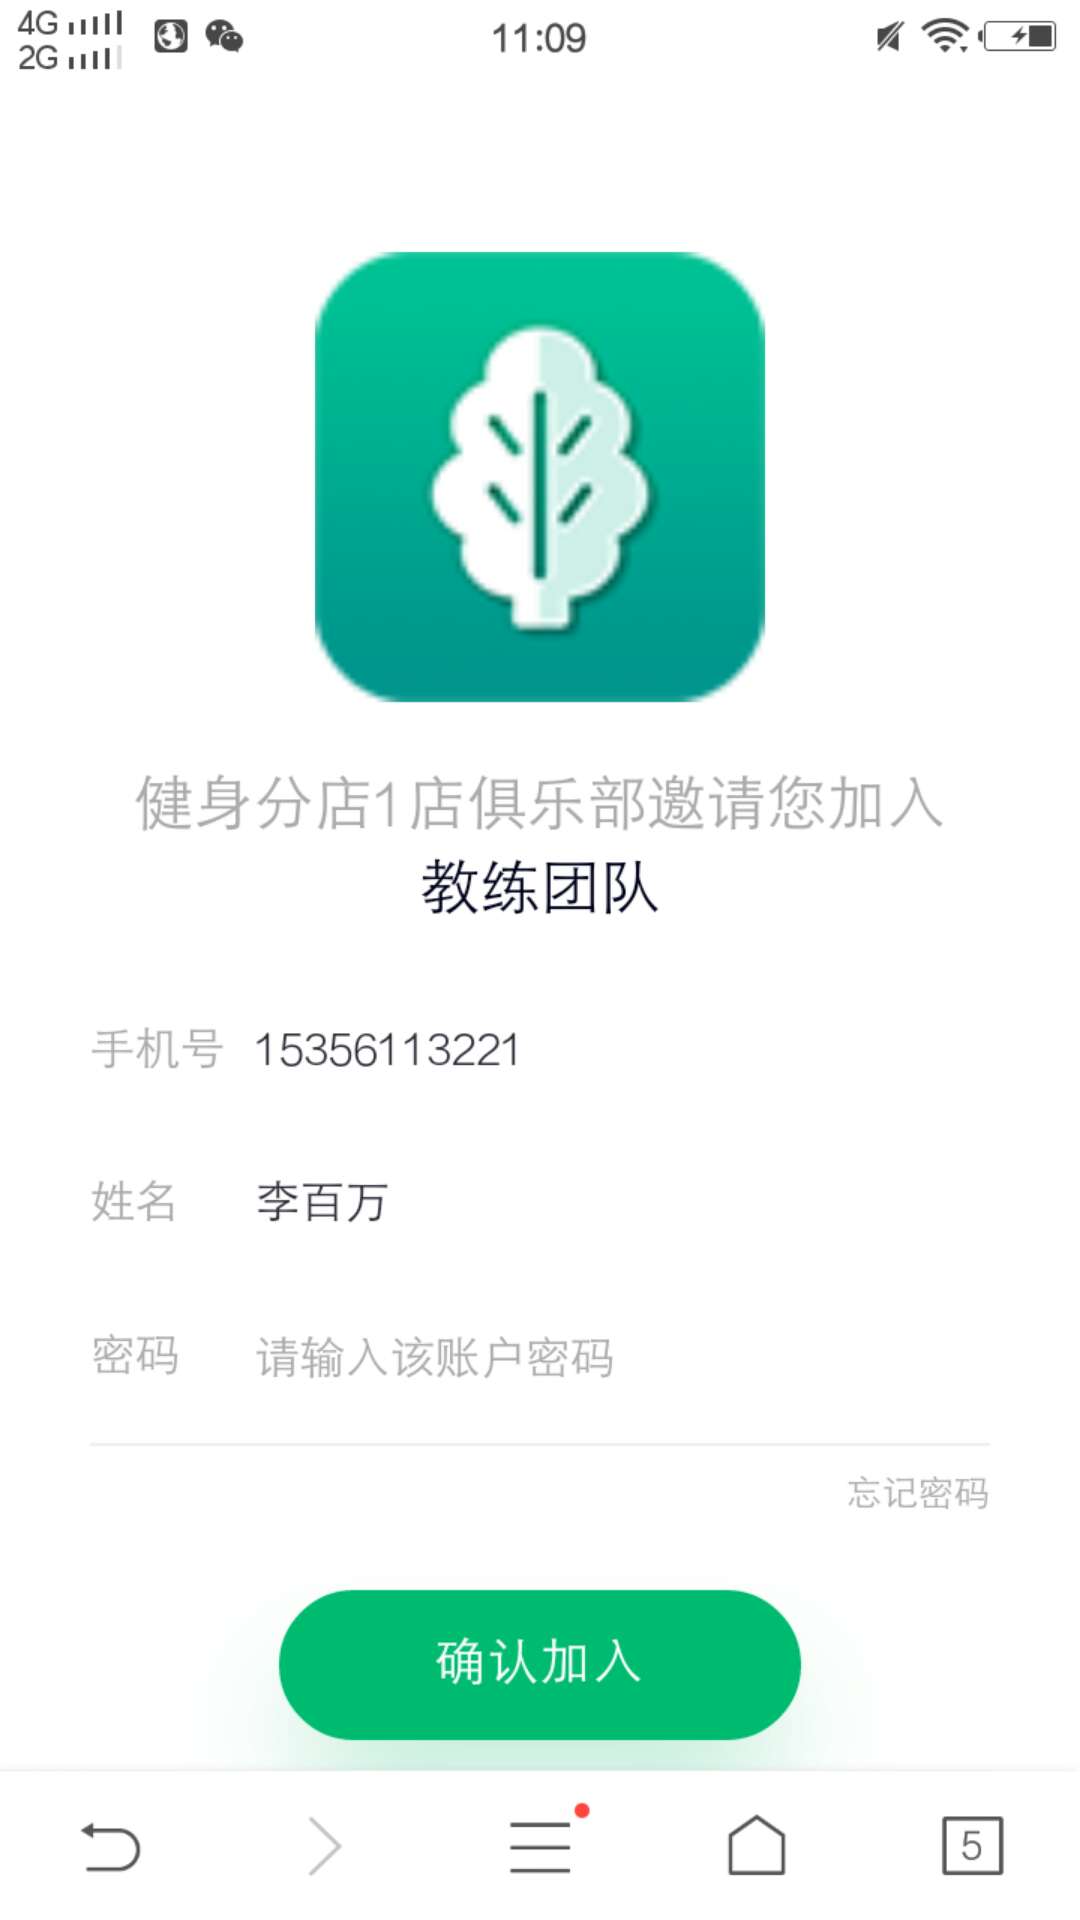 4G
2G
11:09
健身分店1店俱乐部邀请您加入
教练团队
手机号 15356113221
姓名 李百万
密码 请输入该账户密码
忘记密码
确认加入
5